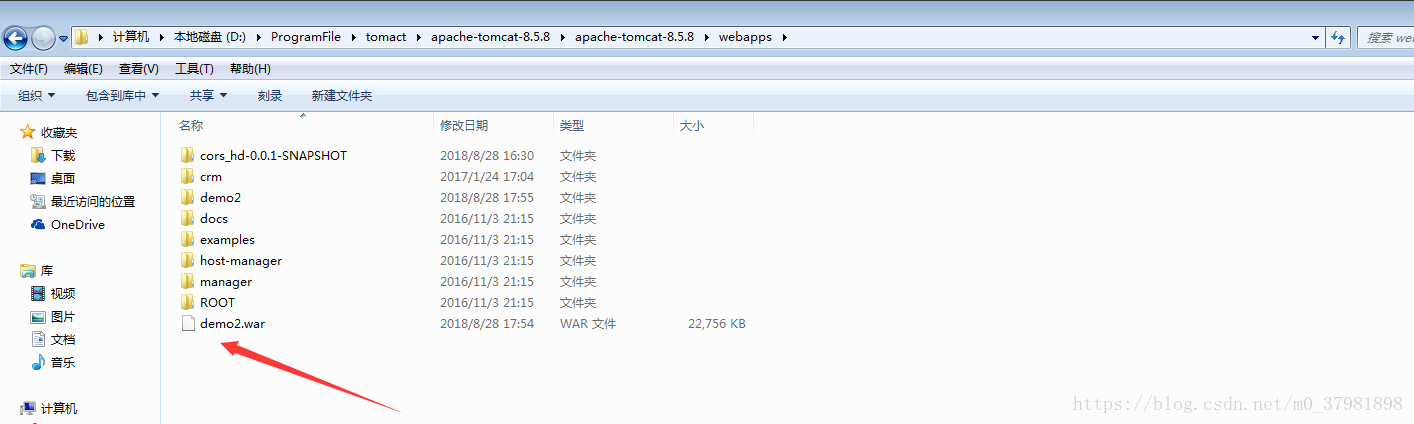 计算机 本地磁盘 (D:) ProgramFile tomact apache-tomcat-8.5.8 apache-tomcat-8.5.8 webapps 搜索 we
文件(F) 编辑(E) 查看(V) 工具(T) 帮助(H)
组织 包含到库中 共享 刻录 新建文件夹
名称 修改日期 类型 大小
收藏夹
下载
桌面
最近访问的位置
OneDrive
库
视频
图片
文档
音乐
计算机
cors_hd-0.0.1-SNAPSHOT 2018/8/28 16:30 文件夹
crm 2017/1/24 17:04 文件夹
demo2 2018/8/28 17:55 文件夹
docs 2016/11/3 21:15 文件夹
examples 2016/11/3 21:15 文件夹
host-manager 2016/11/3 21:15 文件夹
manager 2016/11/3 21:15 文件夹
ROOT 2016/11/3 21:15 文件夹
demo2.war 2018/8/28 17:54 WAR 文件 22,756 KB
https://blog.csdn.net/m0_37981898